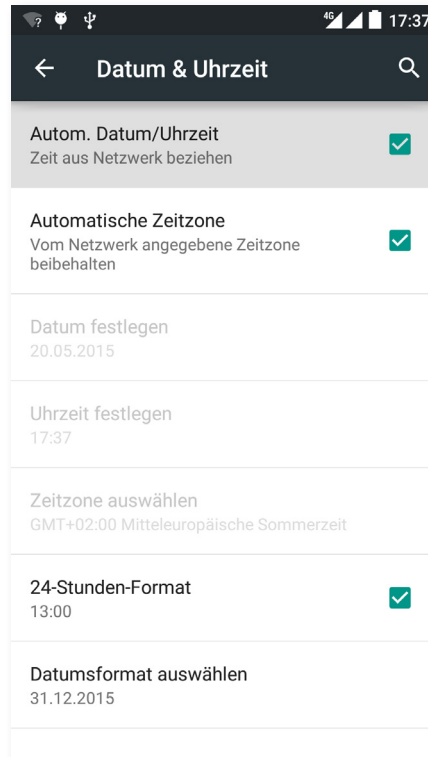 4G 17:37
Datum & Uhrzeit
Autom. Datum/Uhrzeit
Zeit aus Netzwerk beziehen
Automatische Zeitzone
Vom Netzwerk angegebene Zeitzone
beibehalten
Datum festlegen
20.05.2015
Uhrzeit festlegen
17:37
Zeitzone auswählen
GMT+02:00 Mitteleuropäische Sommerzeit
24-Stunden-Format
13:00
Datumsformat auswählen
31.12.2015